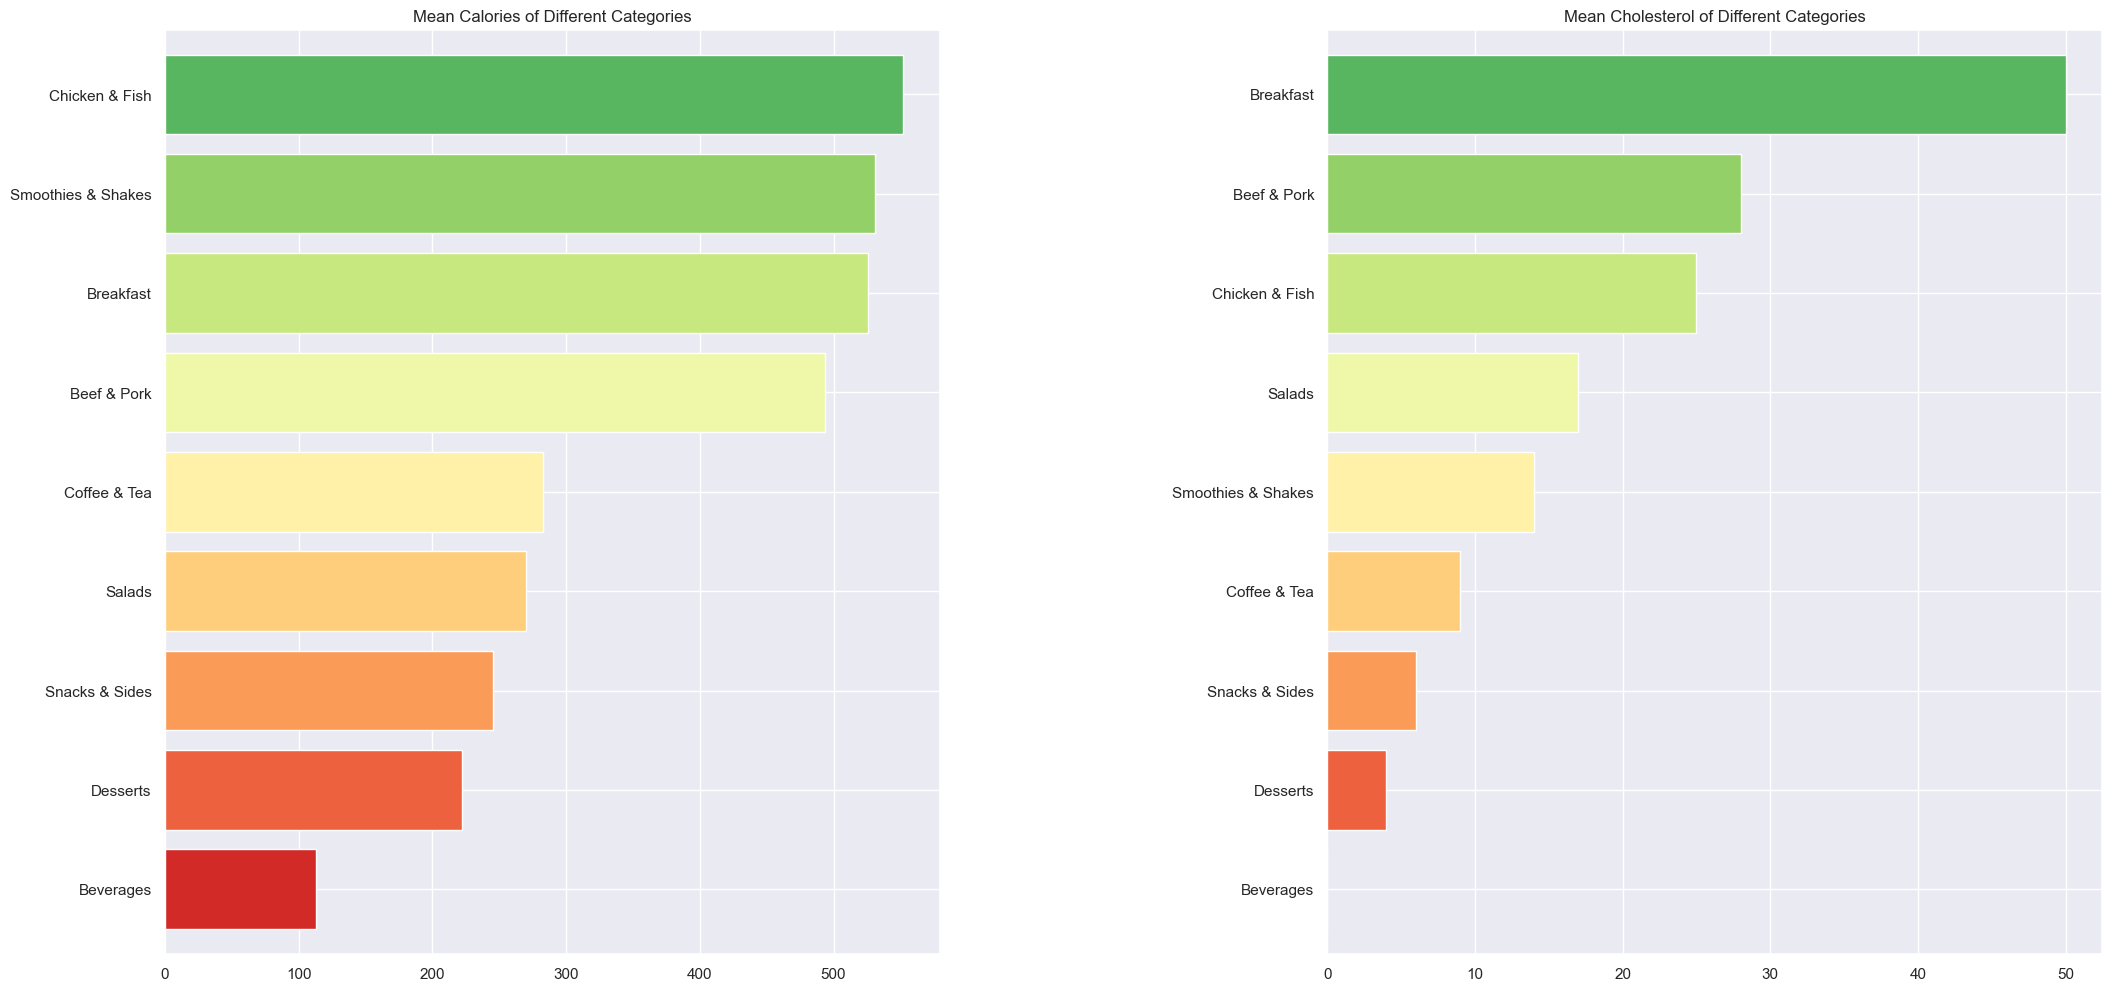 Mean Calories of Different Categories
Chicken & Fish
Smoothies & Shakes
Breakfast
Beef & Pork
Coffee & Tea
Salads
Snacks & Sides
Desserts
Beverages
0 100 200 300 400 500
Mean Cholesterol of Different Categories
Breakfast
Beef & Pork
Chicken & Fish
Salads
Smoothies & Shakes
Coffee & Tea
Snacks & Sides
Desserts
Beverages
0 10 20 30 40 50